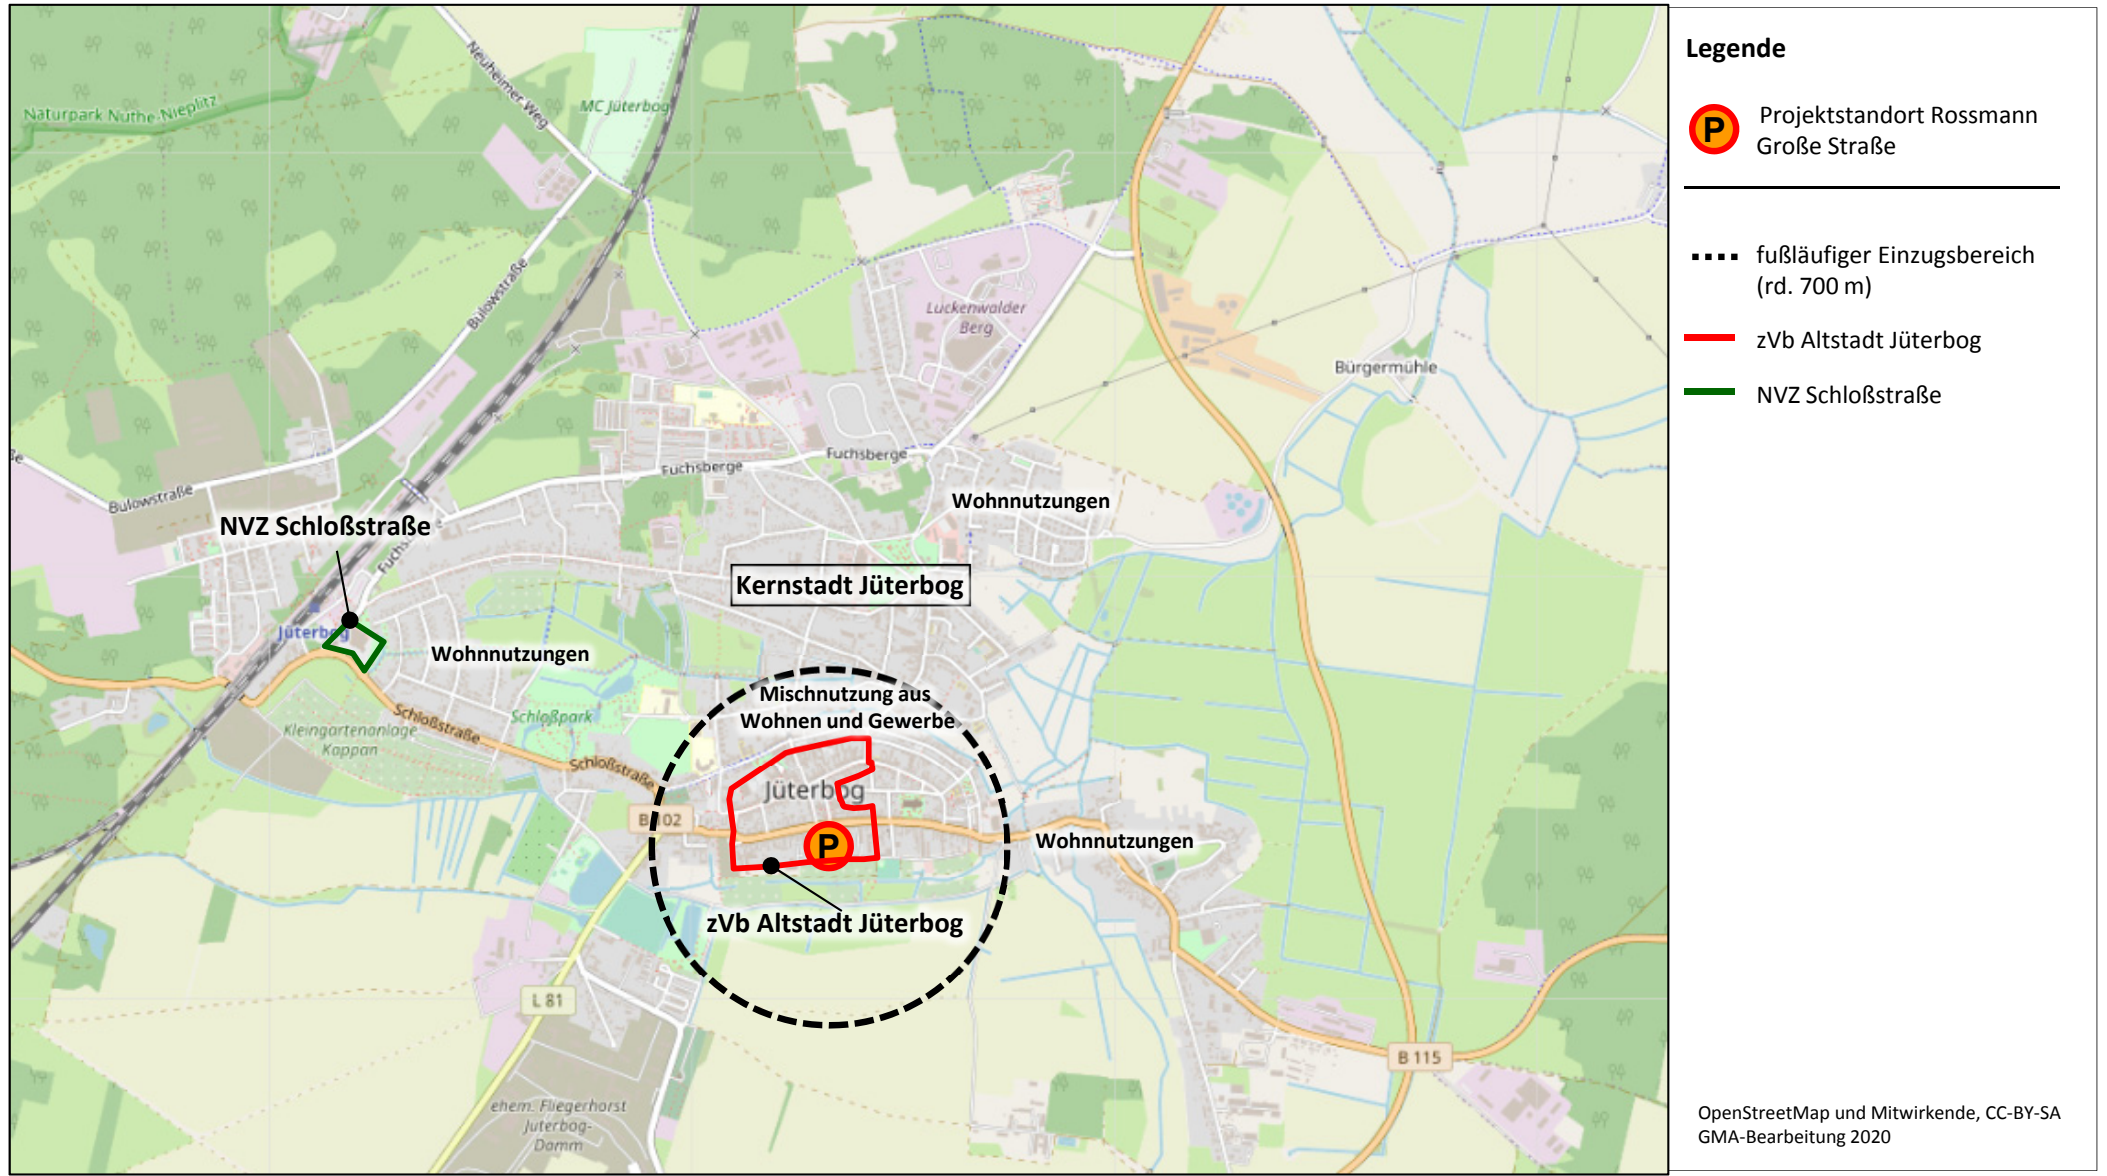 Neuheimer Weg
MC Jüterbog
Naturpark Nuthe-Nieplitz
Bülowstraße
Luckenwalder
Berg
Bürgermühle
Fuchsberge
Fuchsberge
Bülowstraße
Wohnnutzungen
NVZ Schloßstraße
Kernstadt Jüterbog
Jüterbog
Wohnnutzungen
Mischnutzung aus
Wohnen und Gewerbe
Schloßpark
Schloßstraße
Kleingartenanlage
Kappan
Schloßstraße
Jüterbog
B 102
P
Wohnnutzungen
zVb Altstadt Jüterbog
L 81
B 115
ehem. Fliegerhorst
Jüterbog-
Damm
Legende
P
Projektstandort Rossmann
Große Straße
fußläufiger Einzugsbereich
(rd. 700 m)
zVb Altstadt Jüterbog
NVZ Schloßstraße
OpenStreetMap und Mitwirkende, CC-BY-SA
GMA-Bearbeitung 2020